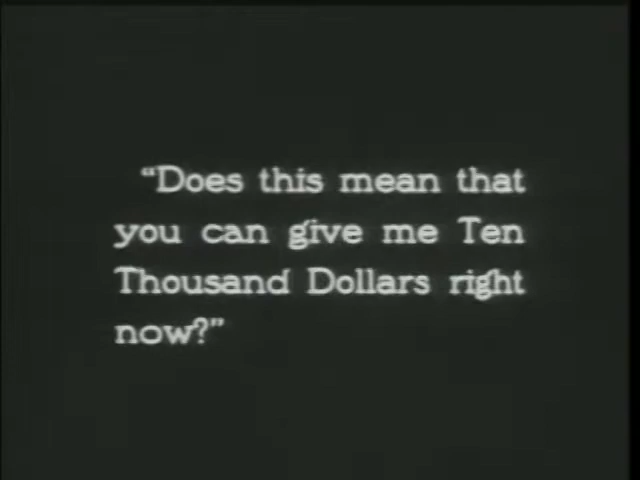 “Does this mean that
you can give me Ten
Thousand Dollars right
now?”